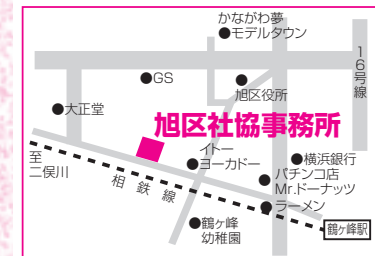 かながわ夢
●モデルタウン
16号線
●GS
旭区役所
●大正堂
旭区社協事務所
至
二俣川
イトー
●ヨーカドー
●横浜銀行
パチンコ店
Mr.ドーナッツ
ラーメン
相鉄線
●鶴ヶ峰
幼稚園
鶴ヶ峰駅